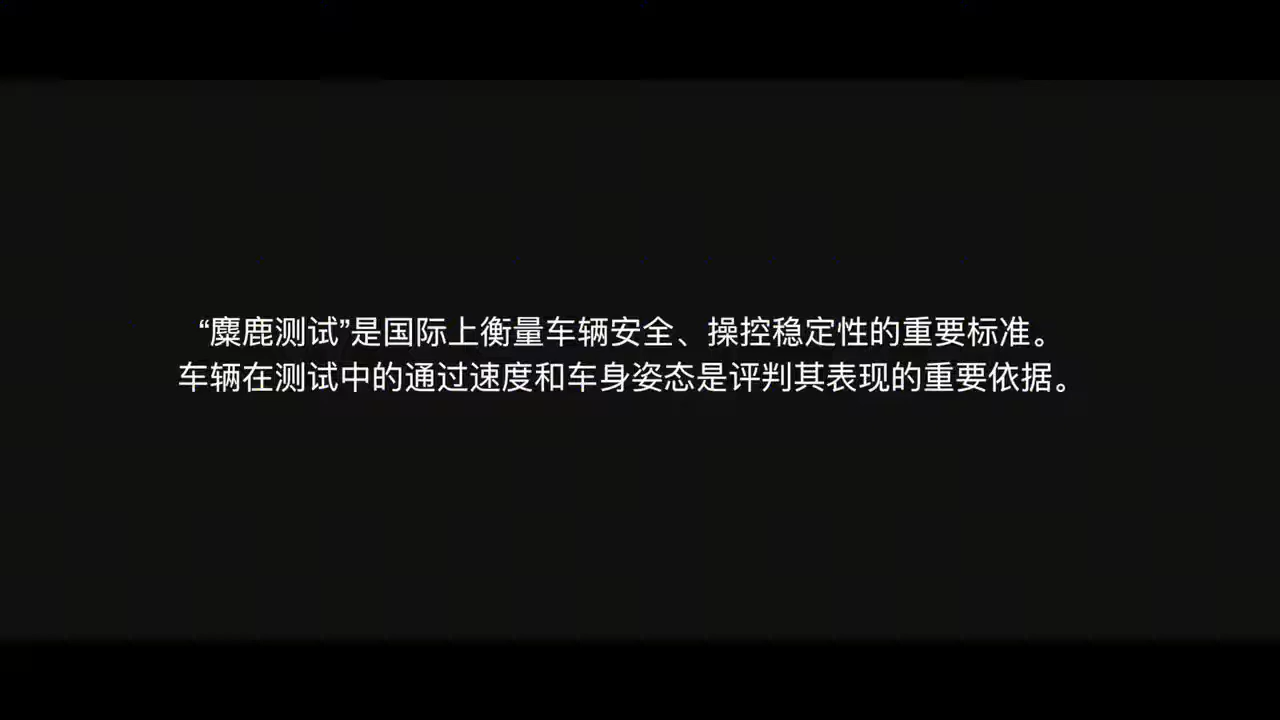 “麋鹿测试”是国际上衡量车辆安全、操控稳定性的重要标准。
车辆在测试中的通过速度和车身姿态是评判其表现的重要依据。